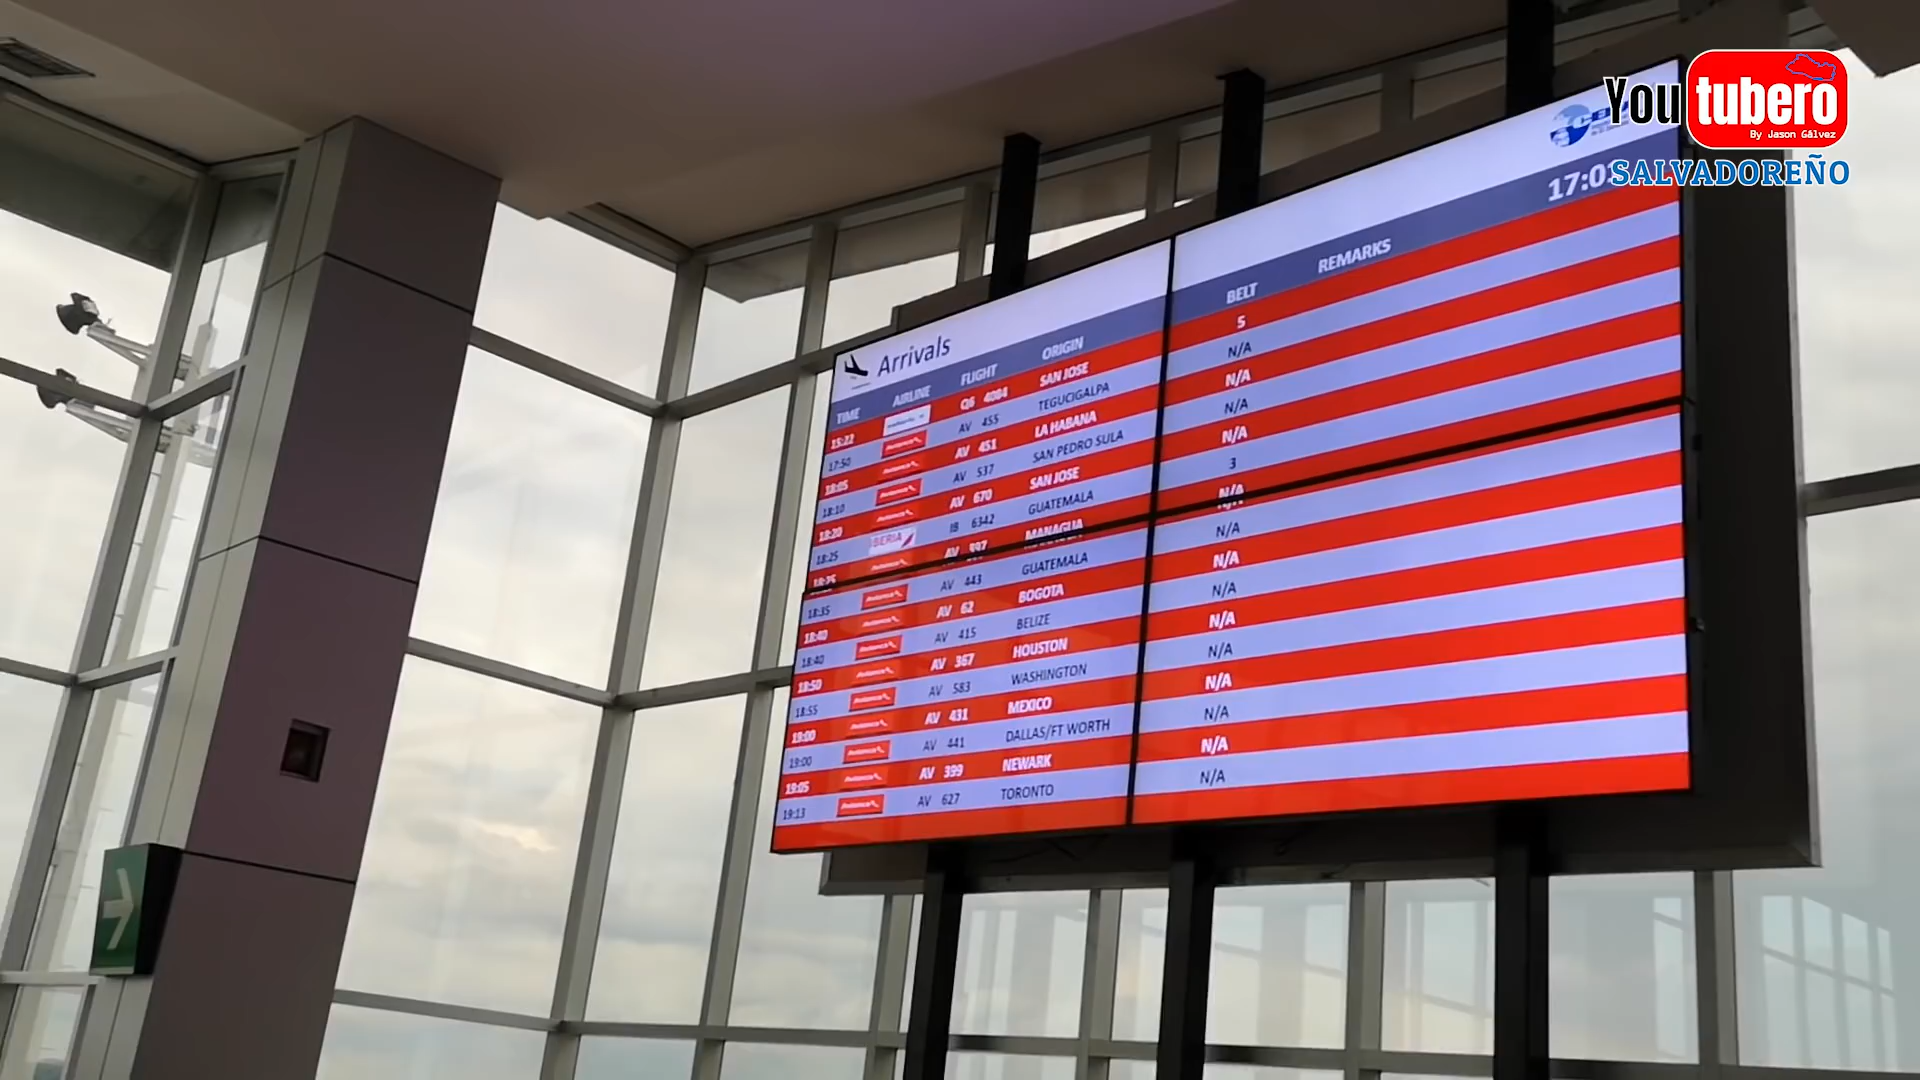 You tubero
By Jason Gálvez
SALVADOREÑO
Arrivals
TIME AIRLINE FLIGHT ORIGIN BELT REMARKS
15:22 Q6 4084 SAN JOSE 5
17:50 AV 455 TEGUCIGALPA N/A
18:05 AV 451 LA HABANA N/A
18:10 AV 537 SAN PEDRO SULA N/A
18:20 AV 670 SAN JOSE N/A
18:25 IBERIA IB 6342 GUATEMALA 3
AV 397 MANAGUA N/A
18:35 AV 443 GUATEMALA N/A
18:40 AV 62 BOGOTA N/A
18:40 AV 415 BELIZE N/A
18:50 AV 367 HOUSTON N/A
18:55 AV 583 WASHINGTON N/A
19:00 AV 431 MEXICO N/A
19:00 AV 441 DALLAS/FT WORTH N/A
19:05 AV 399 NEWARK N/A
19:13 AV 627 TORONTO N/A